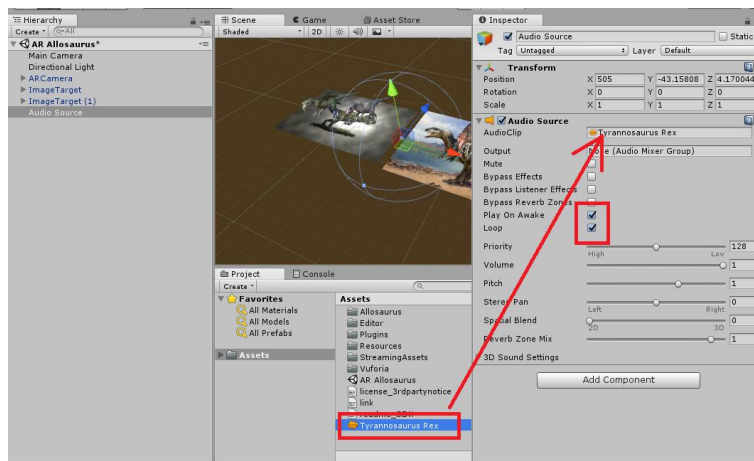 Hierarchy
Create
Q▾All
AR Allosaurus*
Main Camera
Directional Light
ARCamera
ImageTarget
ImageTarget (1)
Audio Source
Scene
Game
Asset Store
Shaded
2D
Project
Console
Create
Favorites
All Materials
All Models
All Prefabs
Assets
Assets
Allosaurus
Editor
Plugins
Resources
StreamingAssets
Vuforia
AR Allosaurus
license_3rdpartynotice
link
Tyrannosaurus Rex
Inspector
Audio Source
Static
Tag Untagged Layer Default
Transform
Position X 505 Y -43.15808 Z 4.170044
Rotation X 0 Y 0 Z 0
Scale X 1 Y 1 Z 1
Audio Source
AudioClip Tyrannosaurus Rex
Output None (Audio Mixer Group)
Mute
Bypass Effects
Bypass Listener Effects
Bypass Reverb Zones
Play On Awake
Loop
Priority 128
High Low
Volume 1
Pitch 1
Stereo Pan 0
Left Right
Spatial Blend 0
2D 3D
Reverb Zone Mix 1
3D Sound Settings
Add Component